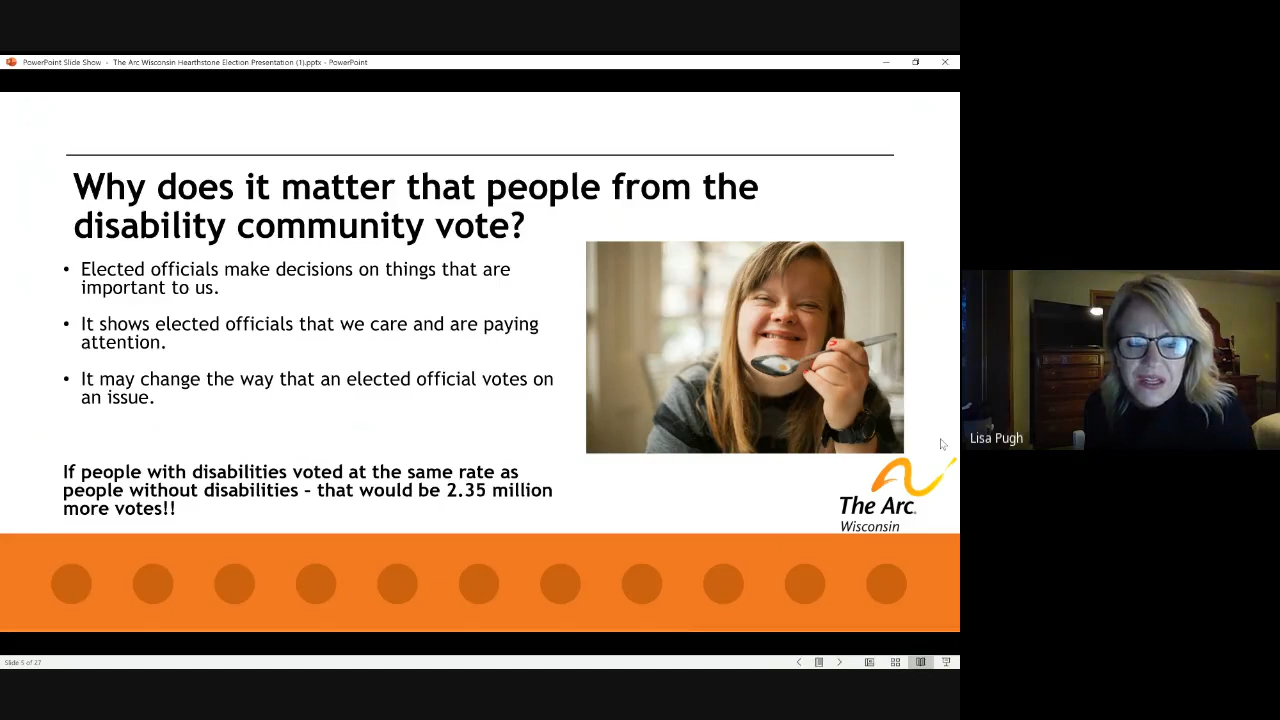 PowerPoint Slide Show - The Arc Wisconsin Hearthstone Election Presentation (1).pptx - PowerPoint
Why does it matter that people from the
disability community vote?
• Elected officials make decisions on things that are
important to us.
• It shows elected officials that we care and are paying
attention.
• It may change the way that an elected official votes on
an issue.
If people with disabilities voted at the same rate as
people without disabilities – that would be 2.35 million
more votes!!
The Arc.
Wisconsin
Lisa Pugh
Slide 5 of 27